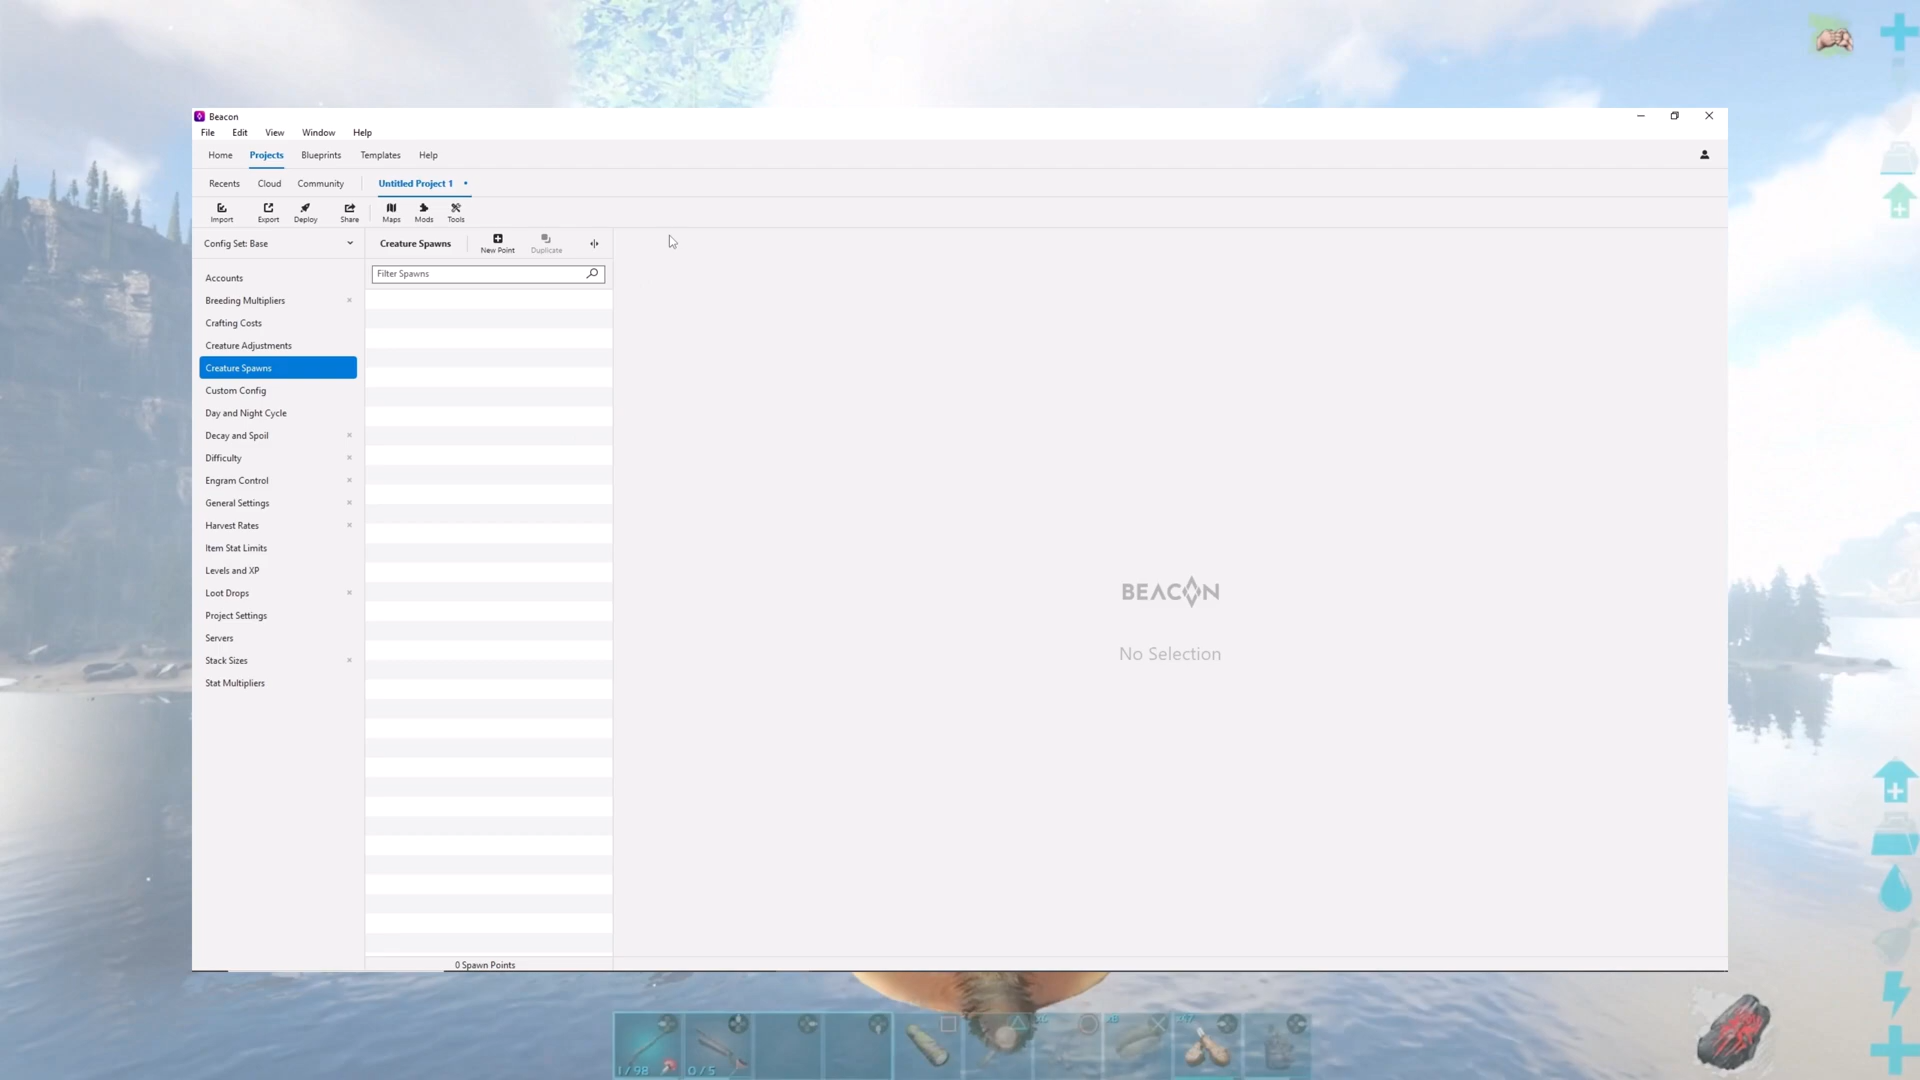 Beacon
File Edit View Window Help
Home Projects Blueprints Templates Help
Recents Cloud Community Untitled Project 1 •
Import Export Deploy Share Maps Mods Tools
Config Set: Base
Creature Spawns New Point Duplicate
Filter Spawns
Accounts
Breeding Multipliers
Crafting Costs
Creature Adjustments
Creature Spawns
Custom Config
Day and Night Cycle
Decay and Spoil
Difficulty
Engram Control
General Settings
Harvest Rates
Item Stat Limits
Levels and XP
Loot Drops
Project Settings
Servers
Stack Sizes
Stat Multipliers
BEACON
No Selection
0 Spawn Points
1/98 0/5